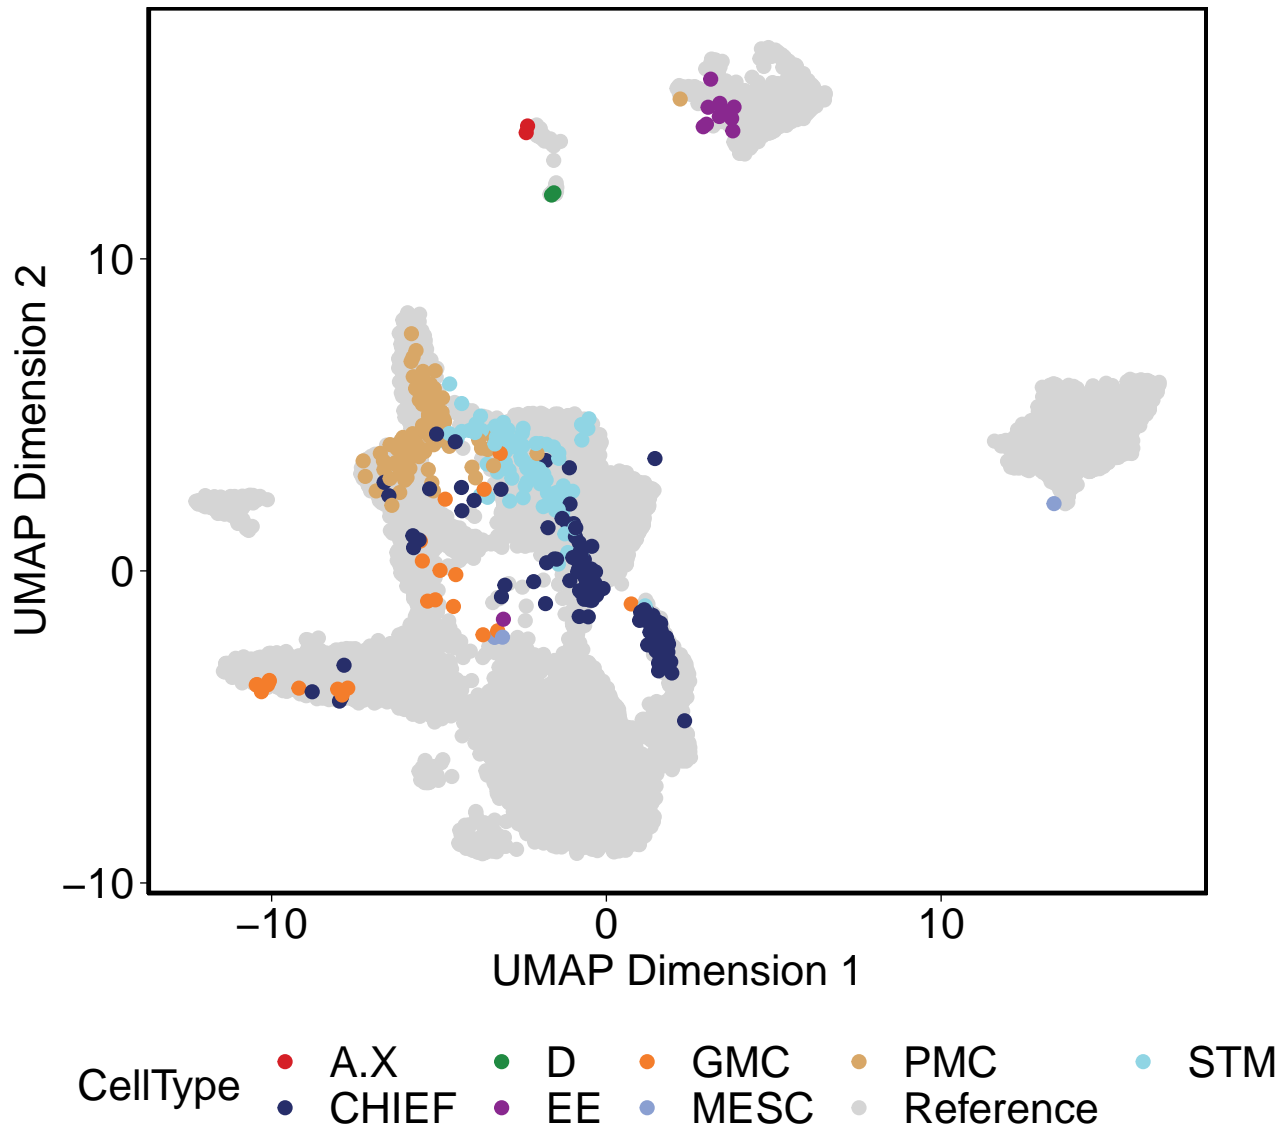 10
0
−10
UMAP Dimension 2
−10 0 10
UMAP Dimension 1
CellType
A.X D GMC PMC STM
CHIEF EE MESC Reference